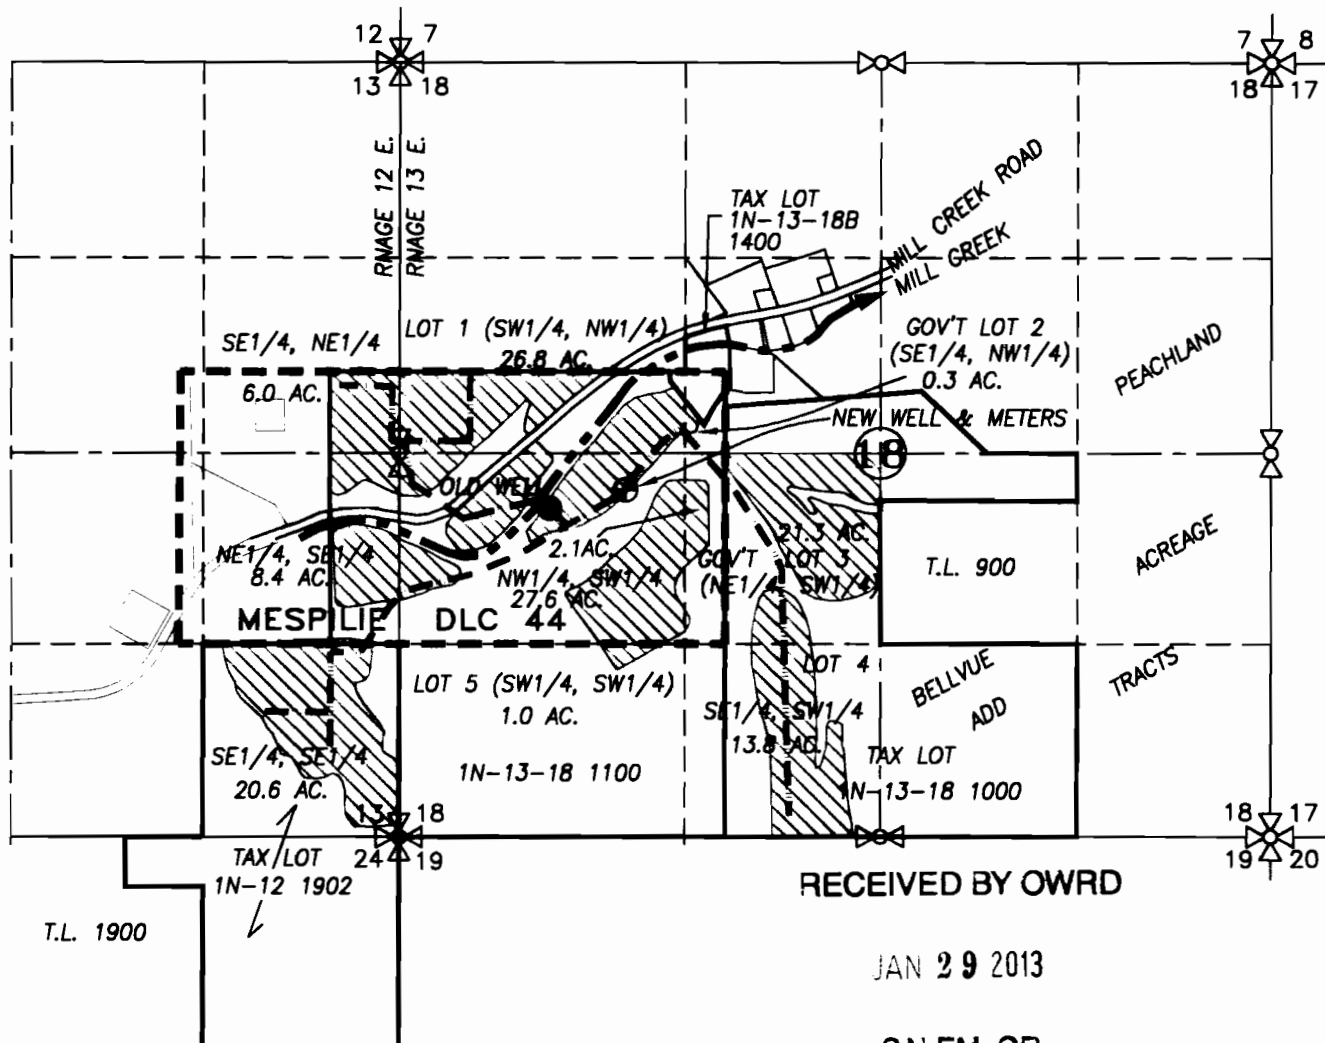 12 7
13 18
7 8
18 17
RNAGE 12 E.
RNAGE 13 E.
TAX LOT
1N-13-18B
1400
MILL CREEK ROAD
MILL CREEK
SE1/4, NE1/4
6.0 AC.
LOT 1 (SW1/4, NW1/4)
26.8 AC.
GOV'T LOT 2
(SE1/4, NW1/4)
0.3 AC.
PEACHLAND
NEW WELL & METERS
18
OLD WELL
NE1/4, SE1/4
8.4 AC.
2.1AC.
NW1/4, SW1/4
27.6 AC.
21.3 AC.
GOV'T LOT 3
(NE1/4, SW1/4)
T.L. 900
ACREAGE
MESPILIE DLC 44
LOT 5 (SW1/4, SW1/4)
1.0 AC.
LOT 4
SE1/4, SW1/4
13.8 AC.
BELLVUE
ADD
TRACTS
SE1/4, SE1/4
20.6 AC.
1N-13-18 1100
TAX LOT
1N-13-18 1000
13 18
24 19
18 17
19 20
TAX LOT
1N-12 1902
T.L. 1900
RECEIVED BY OWRD
JAN 29 2013